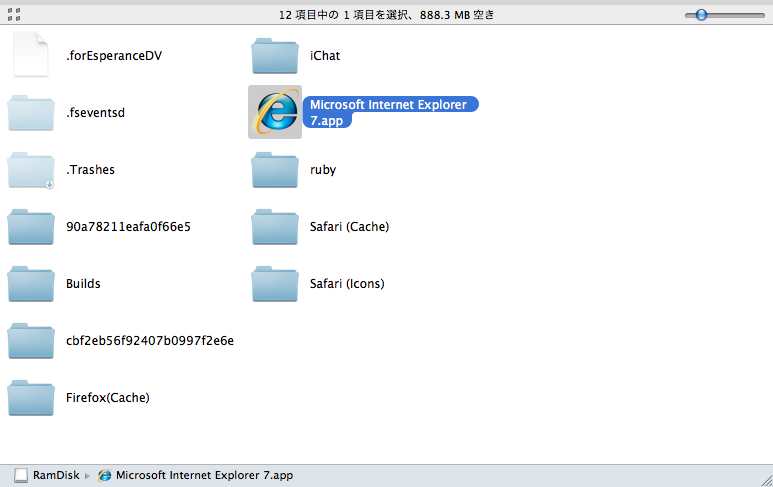 12 項目中の 1 項目を選択、888.3 MB 空き
.forEsperanceDV
.fseventsd
.Trashes
90a78211eafa0f66e5
Builds
cbf2eb56f92407b0997f2e6e
Firefox(Cache)
iChat
Microsoft Internet Explorer
7.app
ruby
Safari (Cache)
Safari (Icons)
RamDisk ▸ Microsoft Internet Explorer 7.app